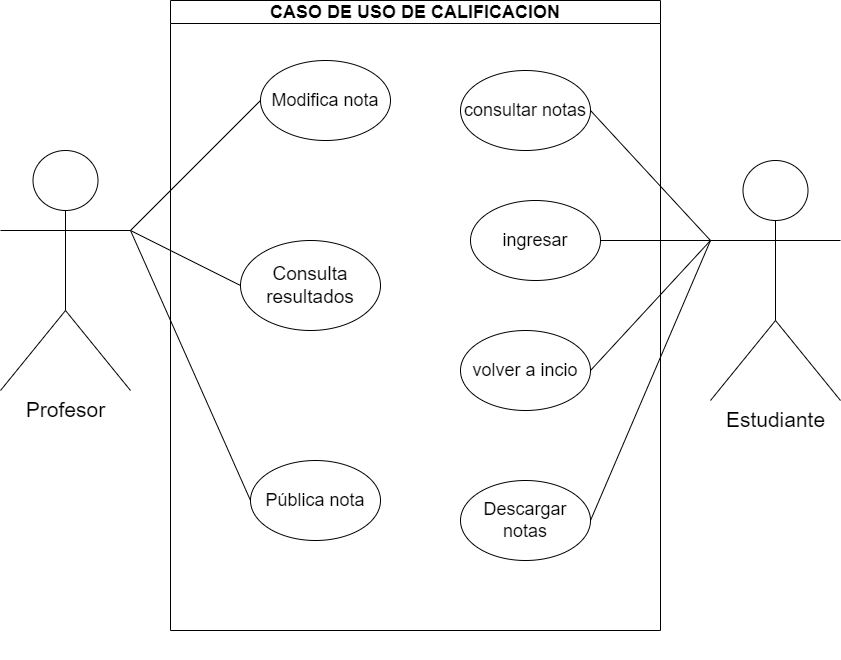 CASO DE USO DE CALIFICACION
Modifica nota
consultar notas
ingresar
Consulta
resultados
volver a incio
Profesor
Estudiante
Pública nota
Descargar
notas